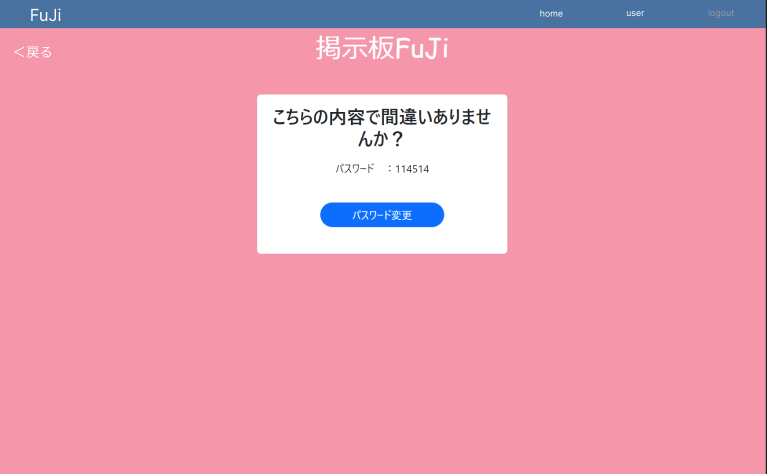 FuJi
home
user
logout
掲示板FuJi
＜戻る
こちらの内容で間違いありませ
んか？
パスワード ：114514
パスワード変更